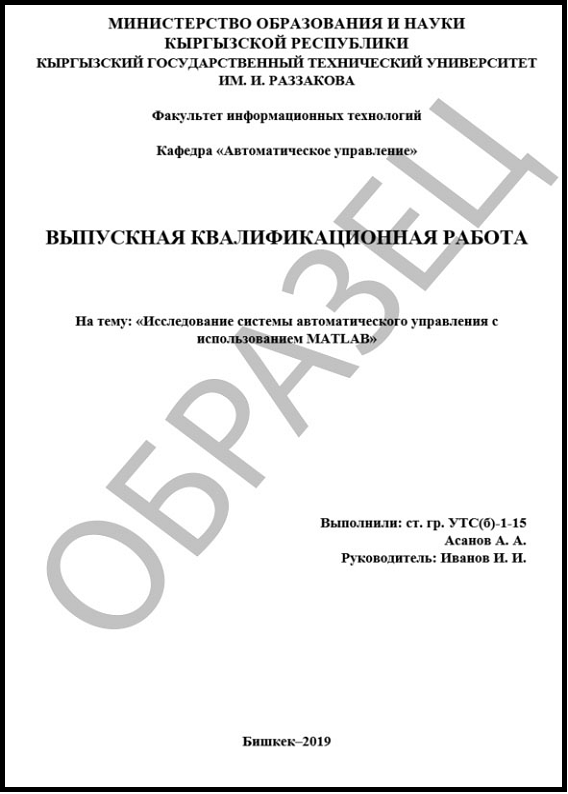 МИНИСТЕРСТВО ОБРАЗОВАНИЯ И НАУКИ
КЫРГЫЗСКОЙ РЕСПУБЛИКИ
КЫРГЫЗСКИЙ ГОСУДАРСТВЕННЫЙ ТЕХНИЧЕСКИЙ УНИВЕРСИТЕТ
ИМ. И. РАЗЗАКОВА
Факультет информационных технологий
Кафедра «Автоматическое управление»
ВЫПУСКНАЯ КВАЛИФИКАЦИОННАЯ РАБОТА
На тему: «Исследование системы автоматического управления с
использованием MATLAB»
ОБРАЗЕЦ
Выполнили: ст. гр. УТС(б)-1-15
Асанов А. А.
Руководитель: Иванов И. И.
Бишкек–2019